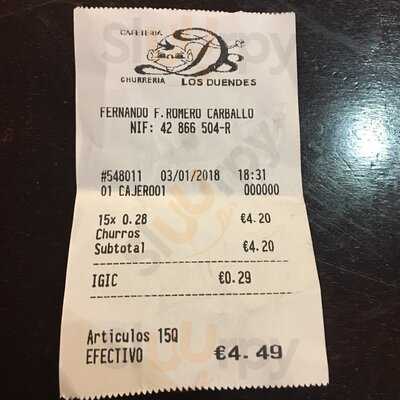 CAFETERIA
DS
CHURRERIA LOS DUENDES
FERNANDO F.ROMERO CARBALLO
NIF: 42 866 504-R
#548011 03/01/2018 18:31
01 CAJERO01 000000
15x 0.28 €4.20
Churros
Subtotal €4.20
IGIC €0.29
Articulos 15Q
EFECTIVO €4.49